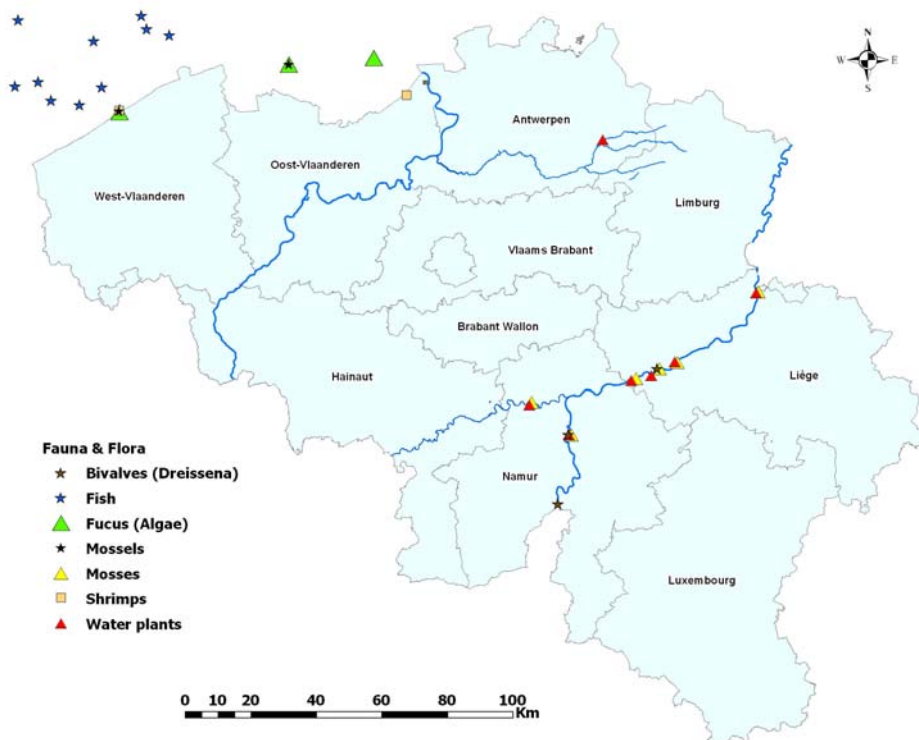 N
W E
S
Antwerpen
Oost-Vlaanderen
West-Vlaanderen
Limburg
Vlaams Brabant
Brabant Wallon
Hainaut
Liège
Namur
Luxembourg
Fauna & Flora
Bivalves (Dreissena)
Fish
Fucus (Algae)
Mossels
Mosses
Shrimps
Water plants
0 10 20 40 60 80 100
Km